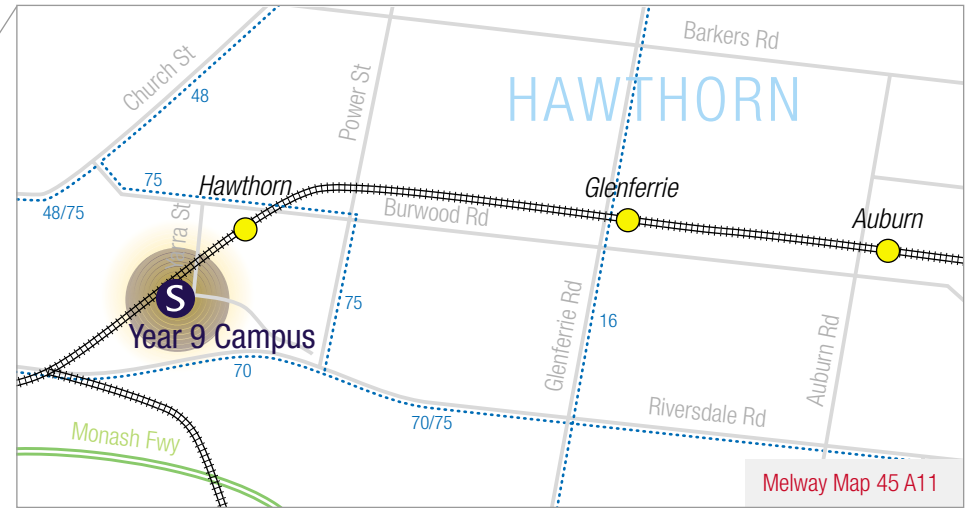 Barkers Rd
HAWTHORN
Church St
48
Power St
75
Hawthorn
Glenferrie
48/75
Burwood Rd
Auburn
S
Year 9 Campus
75
16
Glenferrie Rd
Auburn Rd
70
70/75
Riversdale Rd
Monash Fwy
Melway Map 45 A11